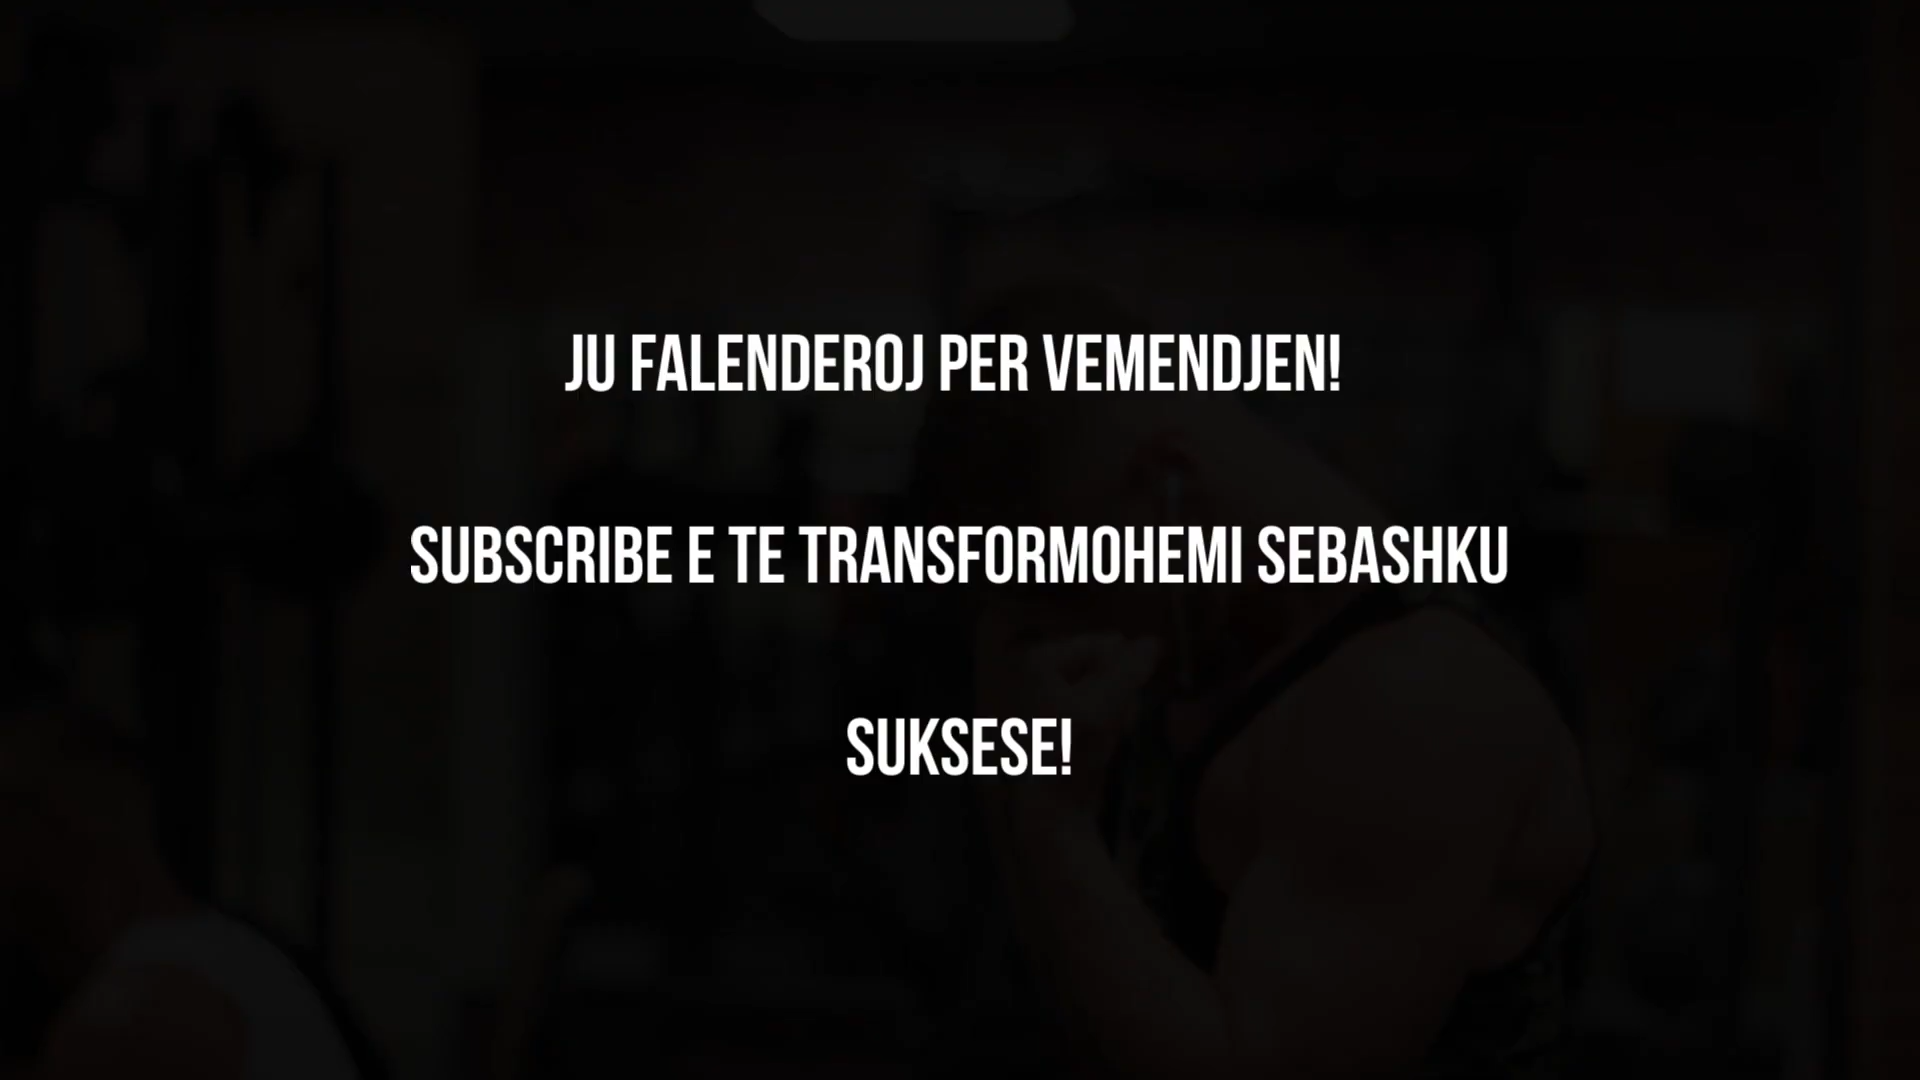 JU FALENDEROJ PER VEMENDJEN!
SUBSCRIBE E TE TRANSFORMOHEMI SEBASHKU
SUKSESE!